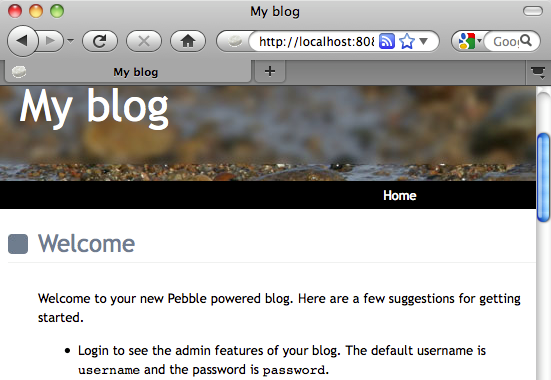 My blog
http://localhost:808
Goo
My blog
My blog
Home
Welcome
Welcome to your new Pebble powered blog. Here are a few suggestions for getting
started.
• Login to see the admin features of your blog. The default username is
username and the password is password.